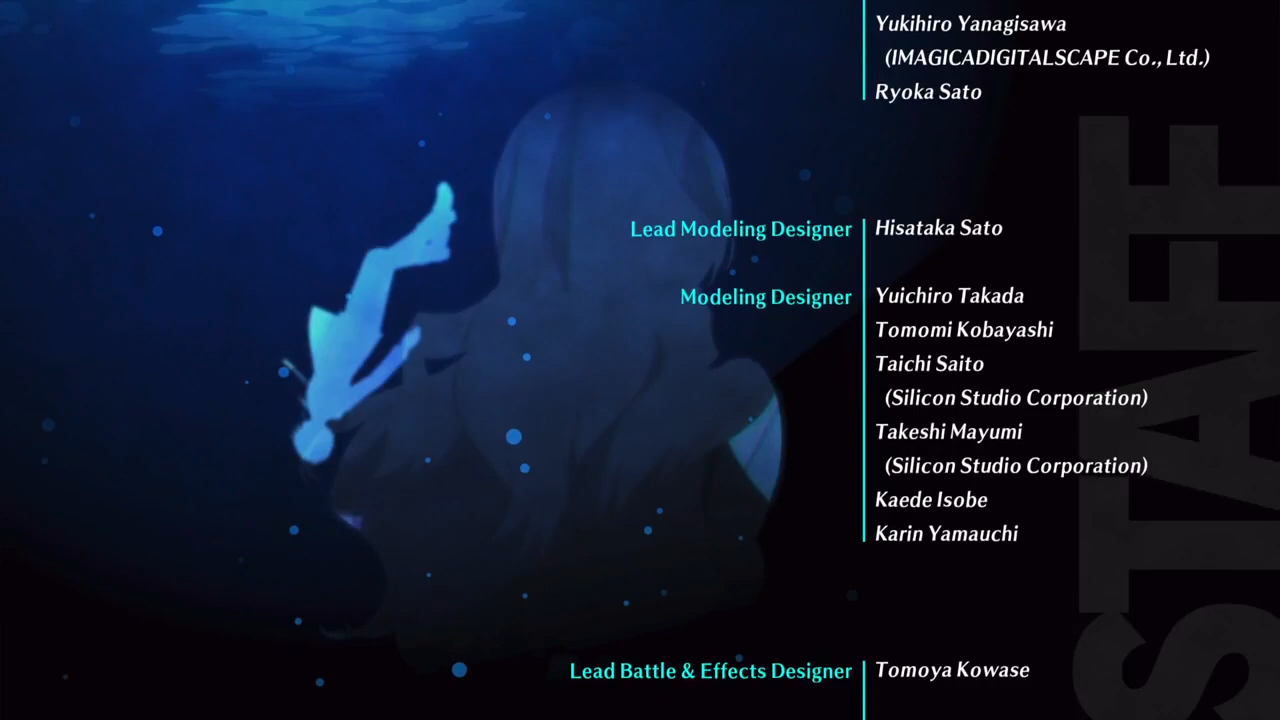 Yukihiro Yanagisawa
(IMAGICADIGITALSCAPE Co., Ltd.)
Ryoka Sato
Lead Modeling Designer Hisataka Sato
Modeling Designer Yuichiro Takada
Tomomi Kobayashi
Taichi Saito
(Silicon Studio Corporation)
Takeshi Mayumi
(Silicon Studio Corporation)
Kaede Isobe
Karin Yamauchi
Lead Battle & Effects Designer Tomoya Kowase
STAFF